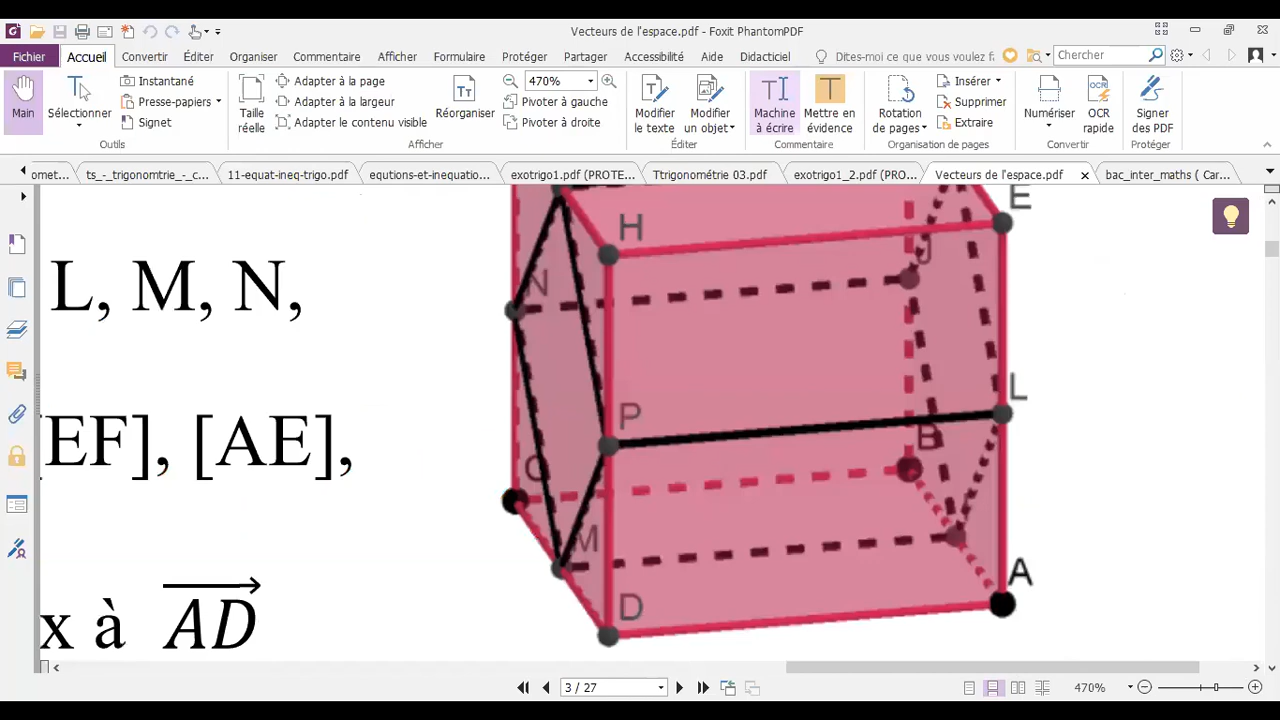 Vecteurs de l'espace.pdf - Foxit PhantomPDF
Fichier Accueil Convertir Éditer Organiser Commentaire Afficher Formulaire Protéger Partager Accessibilité Aide Didacticiel Dites-moi ce que vous voulez f Chercher
Main
Sélectionner
Instantané
Presse-papiers
Signet
Outils
Taille réelle
Adapter à la page
Adapter à la largeur
Adapter le contenu visible
Réorganiser
470%
Pivoter à gauche
Pivoter à droite
Afficher
Modifier le texte
Modifier un objet
Éditer
Machine à écrire
Mettre en évidence
Commentaire
Rotation de pages
Insérer
Supprimer
Extraire
Organisation de pages
Numériser
OCR rapide
Convertir
Signer des PDF
Protéger
omet... ts_-_trigonomtrie_-_c... 11-equat-ineq-trigo.pdf equtions-et-inequatio... exotrigo1.pdf (PROTE... Ttrigonométrie 03.pdf exotrigo1_2.pdf (PRO... Vecteurs de l'espace.pdf bac_inter_maths ( Car...
L, M, N,
[EF], [AE],
x à AD
E
H
J
N
L
P
B
C
M
A
D
3 / 27
470%